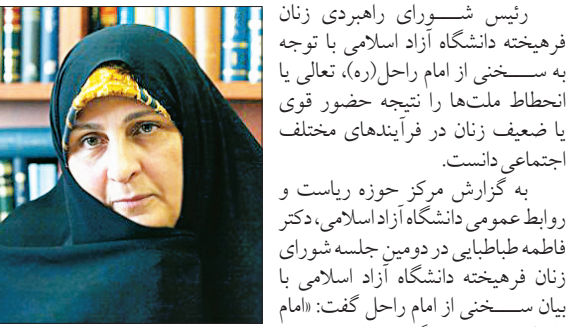 رئیس شـــورای راهبردی زنان
فرهیخته دانشگاه آزاد اسلامی با توجه
به ســـخنی از امام راحل(ره)، تعالی یا
انحطاط ملت‌ها را نتیجه حضور قوی
یا ضعیف زنان در فرآیندهای مختلف
اجتماعی دانست.
به گزارش مرکز حوزه ریاست و
روابط عمومی دانشگاه آزاد اسلامی، دکتر
فاطمه طباطبایی در دومین جلسه شورای
زنان فرهیخته دانشگاه آزاد اسلامی با
بیان ســـخنی از امام راحل گفت: «امام